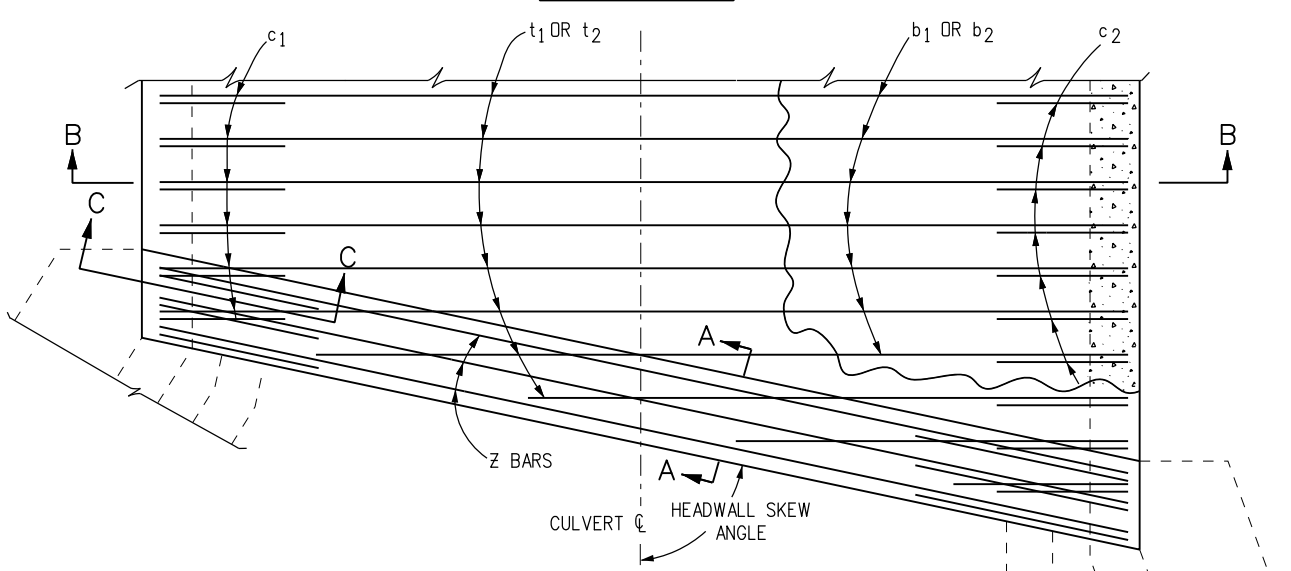 c1
t1 OR t2
b1 OR b2
c2
B
B
C
C
A
A
Z BARS
CULVERT ℄
HEADWALL SKEW
ANGLE